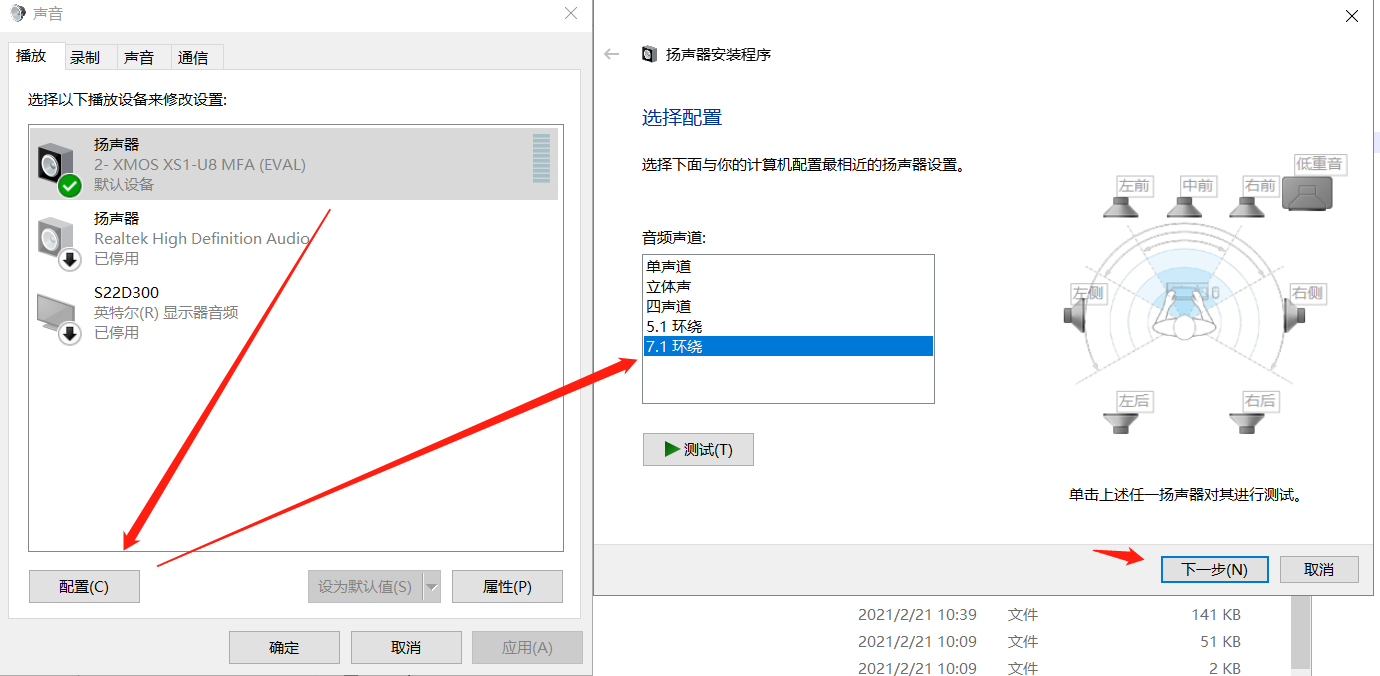 声音
播放
录制
声音
通信
选择以下播放设备来修改设置:
扬声器
2- XMOS XS1-U8 MFA (EVAL)
默认设备
扬声器
Realtek High Definition Audio
已停用
S22D300
英特尔(R) 显示器音频
已停用
配置(C)
设为默认值(S)
属性(P)
确定
取消
应用(A)
扬声器安装程序
选择配置
选择下面与你的计算机配置最相近的扬声器设置。
音频声道:
单声道
立体声
四声道
5.1 环绕
7.1 环绕
测试(T)
低重音
左前
中前
右前
左侧
右侧
左后
右后
单击上述任一扬声器对其进行测试。
下一步(N)
取消
2021/2/21 10:39 文件 141 KB
2021/2/21 10:09 文件 51 KB
2021/2/21 10:09 文件 2 KB